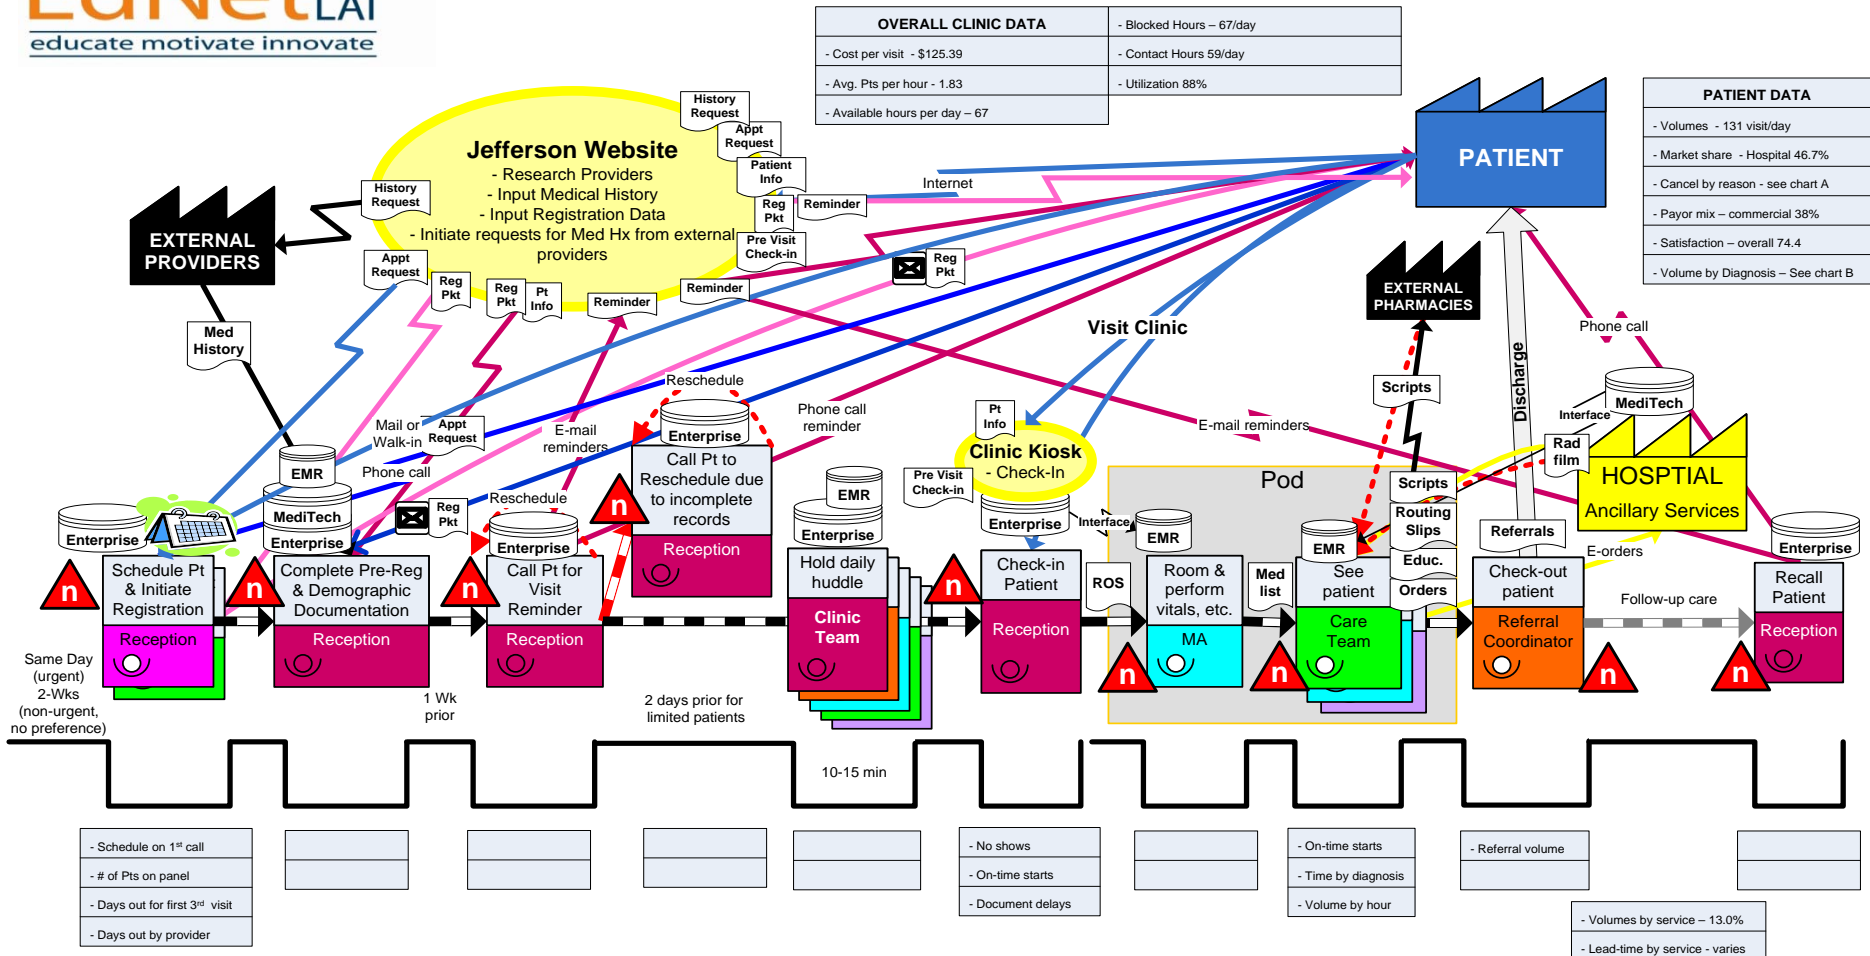 EdNet LAI
educate motivate innovate
OVERALL CLINIC DATA
- Cost per visit - $125.39
- Avg. Pts per hour - 1.83
- Available hours per day – 67
- Blocked Hours – 67/day
- Contact Hours 59/day
- Utilization 88%
PATIENT
PATIENT DATA
- Volumes - 131 visit/day
- Market share - Hospital 46.7%
- Cancel by reason - see chart A
- Payor mix – commercial 38%
- Satisfaction – overall 74.4
- Volume by Diagnosis – See chart B
Jefferson Website
- Research Providers
- Input Medical History
- Input Registration Data
- Initiate requests for Med Hx from external
providers
History
Request
Appt
Request
Patient
Info
Reg
Pkt
Reminder
Pre Visit
Check-in
Reminder
History
Request
Appt
Request
Reg
Pkt
Reg
Pkt
Pt
Info
Reminder
Internet
EXTERNAL
PROVIDERS
Med
History
Reg
Pkt
Visit Clinic
EXTERNAL
PHARMACIES
Scripts
Discharge
Phone call
MediTech
Interface
Rad
film
HOSPTIAL
Ancillary Services
E-mail reminders
Mail or
Walk-in
Appt
Request
Phone call
Reg
Pkt
E-mail
reminders
Reschedule
Reschedule
Phone call
reminder
Pt
Info
Clinic Kiosk
- Check-In
Pre Visit
Check-in
Enterprise
Interface
Pod
Enterprise
Schedule Pt
& Initiate
Registration
Reception
n
EMR
MediTech
Enterprise
Complete Pre-Reg
& Demographic
Documentation
Reception
n
Enterprise
Call Pt for
Visit
Reminder
Reception
n
Enterprise
Call Pt to
Reschedule due
to incomplete
records
Reception
n
EMR
Enterprise
Hold daily
huddle
Clinic
Team
Check-in
Patient
Reception
n
ROS
EMR
Room &
perform
vitals, etc.
MA
n
Med
list
EMR
See
patient
Care
Team
n
Scripts
Routing
Slips
Educ.
Orders
Referrals
Check-out
patient
Referral
Coordinator
n
E-orders
Follow-up care
Enterprise
Recall
Patient
Reception
n
Same Day
(urgent)
2-Wks
(non-urgent,
no preference)
1 Wk
prior
2 days prior for
limited patients
10-15 min
- Schedule on 1st call
- # of Pts on panel
- Days out for first 3rd visit
- Days out by provider
- No shows
- On-time starts
- Document delays
- On-time starts
- Time by diagnosis
- Volume by hour
- Referral volume
- Volumes by service – 13.0%
- Lead-time by service - varies